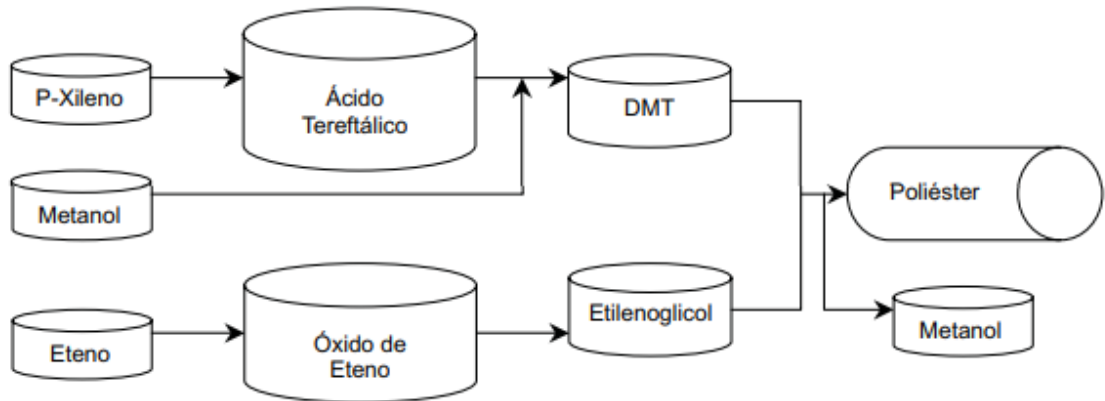 P-Xileno
Ácido
Tereftálico
DMT
Metanol
Poliéster
Eteno
Óxido de
Eteno
Etilenoglicol
Metanol